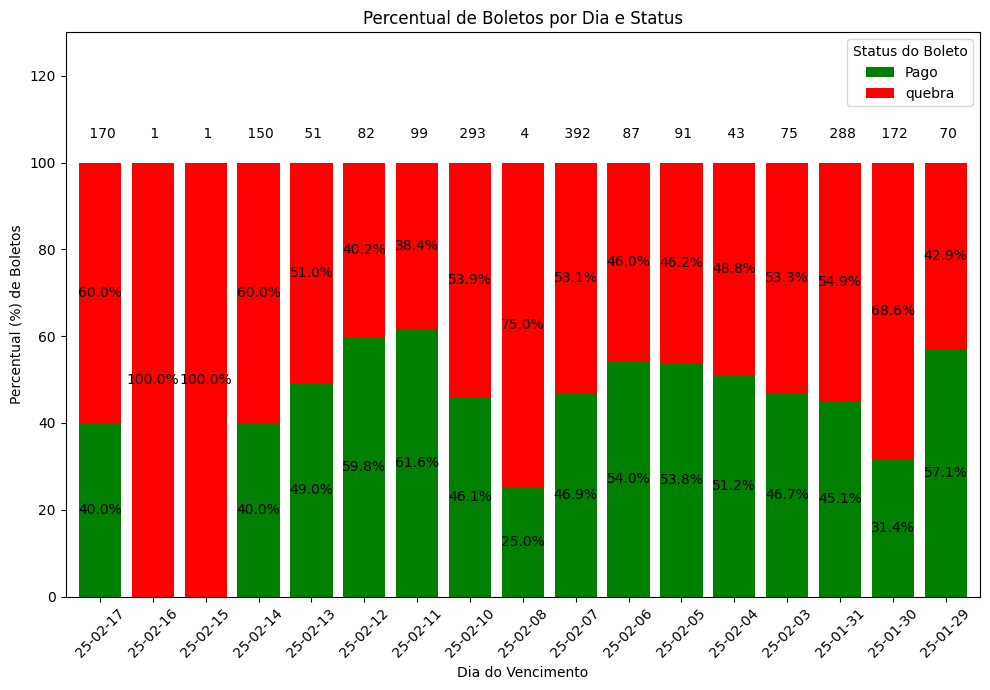 Percentual de Boletos por Dia e Status
Status do Boleto
Pago
quebra
Percentual (%) de Boletos
120
100
80
60
40
20
0
170 1 1 150 51 82 99 293 4 392 87 91 43 75 288 172 70
60.0% 100.0% 100.0% 60.0% 51.0% 40.2% 38.4% 53.9% 75.0% 53.1% 46.0% 46.2% 48.8% 53.3% 54.9% 68.6% 42.9%
40.0% 40.0% 49.0% 59.8% 61.6% 46.1% 25.0% 46.9% 54.0% 53.8% 51.2% 46.7% 45.1% 31.4% 57.1%
25-02-17 25-02-16 25-02-15 25-02-14 25-02-13 25-02-12 25-02-11 25-02-10 25-02-08 25-02-07 25-02-06 25-02-05 25-02-04 25-02-03 25-01-31 25-01-30 25-01-29
Dia do Vencimento